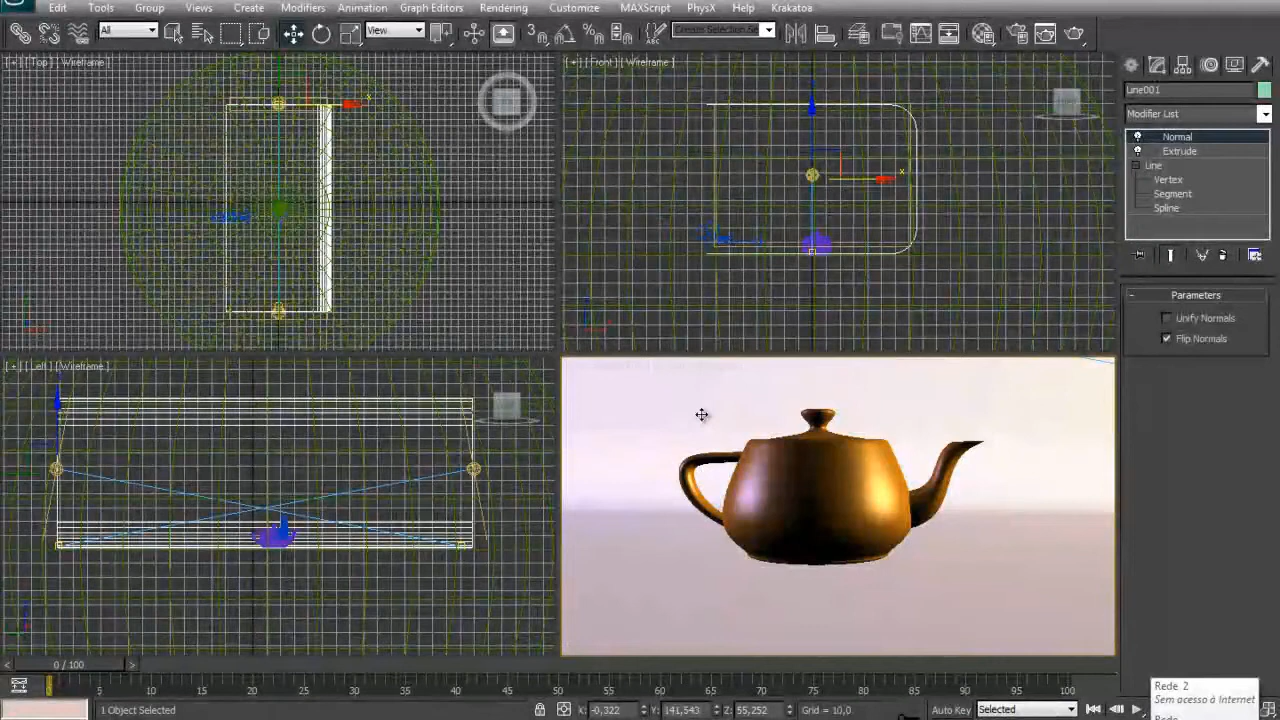 Edit Tools Group Views Create Modifiers Animation Graph Editors Rendering Customize MAXScript PhysX Help Krakatoa
All
View
3
%
[ + ] [ Top ] [ Wireframe ]
[ + ] [ Front ] [ Wireframe ]
x
x
[ + ] [ Left ] [ Wireframe ]
Line001
Modifier List
Normal
Extrude
Line
Vertex
Segment
Spline
Parameters
Unify Normals
Flip Normals
< 0 / 100 >
5 10 15 20 25 30 35 40 45 50 55 60 65 70 75 80 85 90 95 100
Rede 2
Sem acesso à Internet
1 Object Selected
X: -0,322 Y: 141,543 Z: 55,252 Grid = 10,0
Auto Key Selected